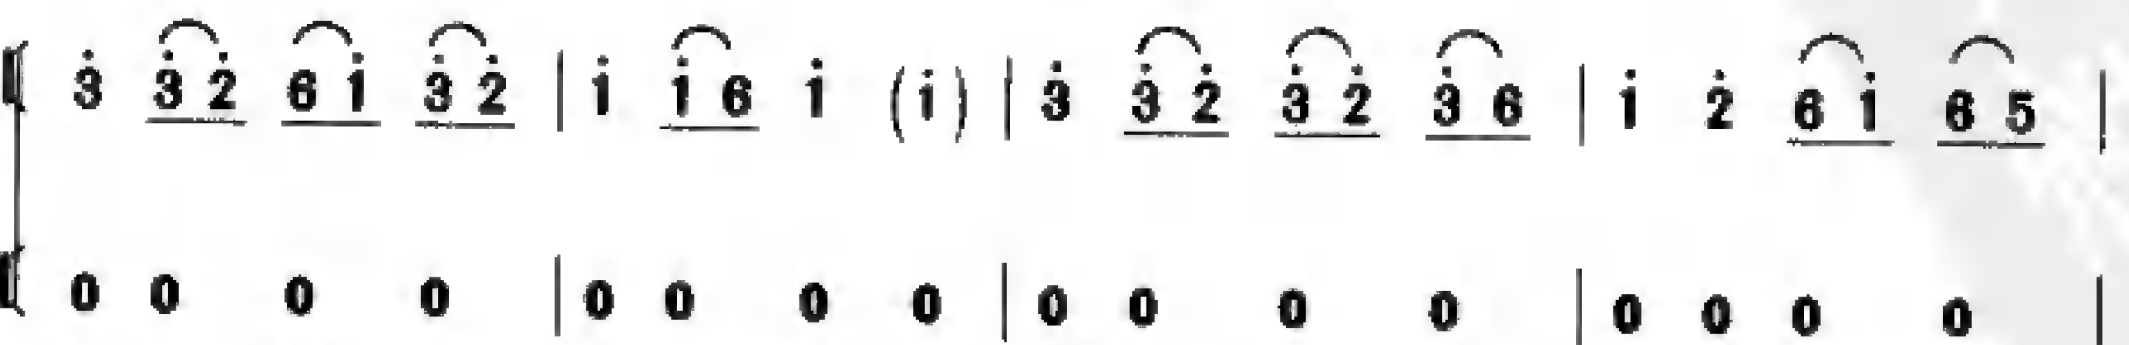 3̇ 3̇ 2̇ 6 1̇ 3̇ 2̇ | 1̇ 1̇ 6 1̇ (1̇) | 3̇ 3̇ 2̇ 3̇ 2̇ 3̇ 6 | 1̇ 2̇ 6 1̇ 6 5 |
0 0 0 0 | 0 0 0 0 | 0 0 0 0 | 0 0 0 0 |